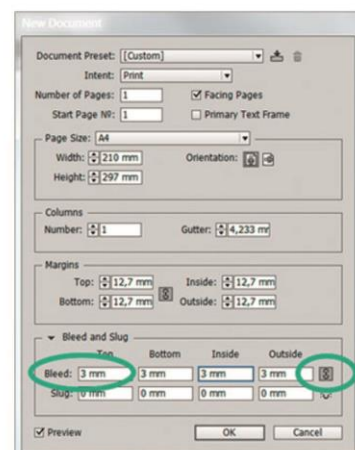 New Document
Document Preset: [Custom]
Intent: Print
Number of Pages: 1 Facing Pages
Start Page Nº: 1 Primary Text Frame
Page Size: A4
Width: 210 mm Orientation:
Height: 297 mm
Columns
Number: 1 Gutter: 4,233 mr
Margins
Top: 12,7 mm Inside: 12,7 mm
Bottom: 12,7 mm Outside: 12,7 mm
Bleed and Slug
Top Bottom Inside Outside
Bleed: 3 mm 3 mm 3 mm 3 mm
Slug: 0 mm 0 mm 0 mm 0 mm
Preview OK Cancel